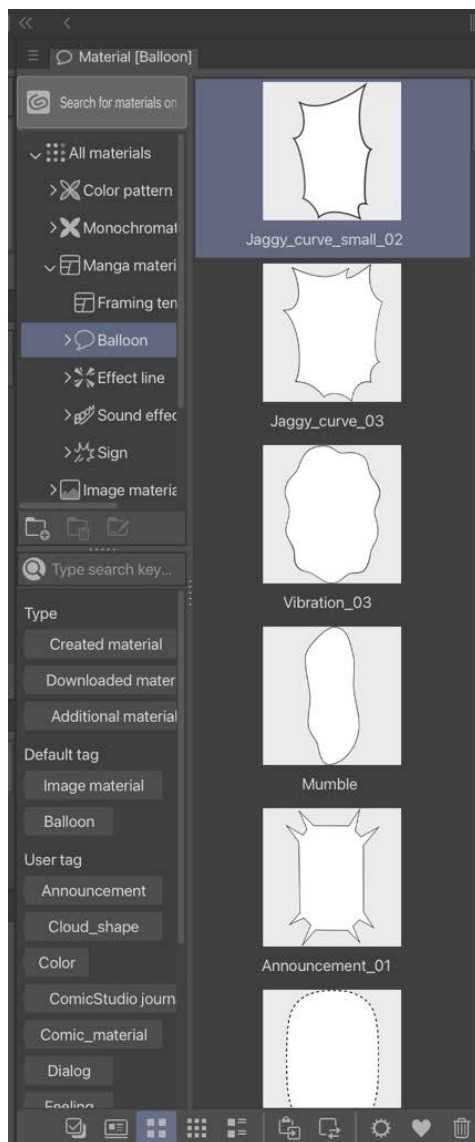 Material [Balloon]
Search for materials on
All materials
Color pattern
Monochromat
Manga materi
Framing ten
Balloon
Effect line
Sound effec
Sign
Image materia
Type search key...
Type
Created material
Downloaded mater
Additional material
Default tag
Image material
Balloon
User tag
Announcement
Cloud_shape
Color
ComicStudio journ
Comic_material
Dialog
Feeling
Jaggy_curve_small_02
Jaggy_curve_03
Vibration_03
Mumble
Announcement_01